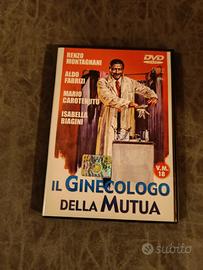 RENZO
MONTAGNANI
ALDO
FABRIZI
MARIO
CAROTENUTO
ISABELLA
BIAGINI
DVD
V.M.
18
IL GINECOLOGO
DELLA MUTUA
subito